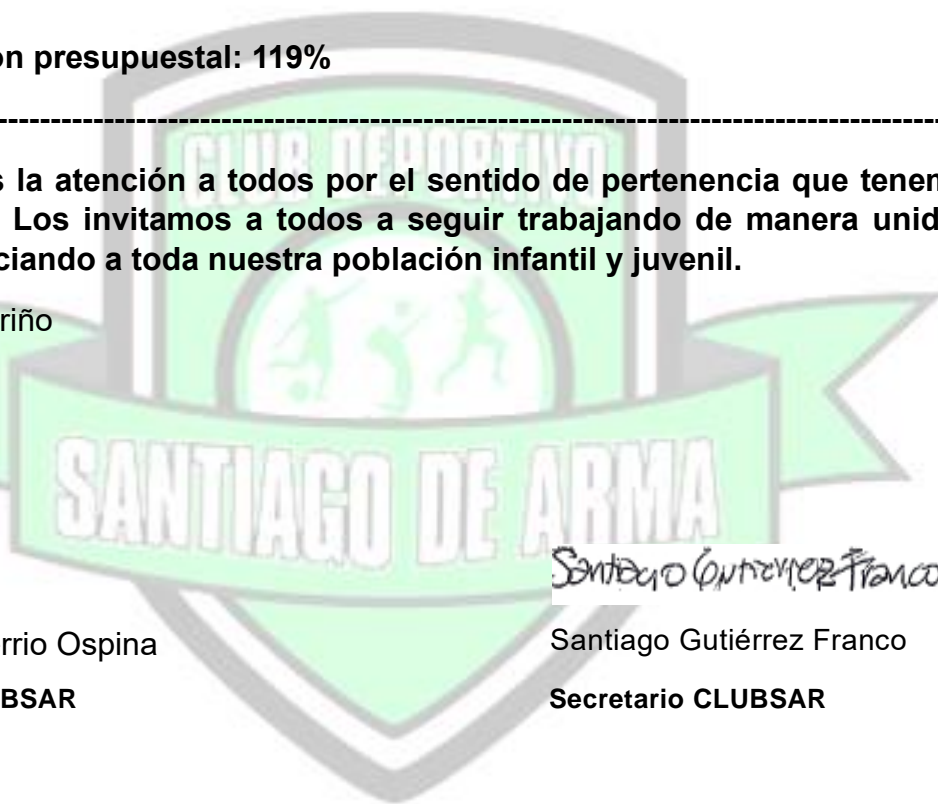 on presupuestal: 119%
--------------------------------------------------------------------------------
s la atención a todos por el sentido de pertenencia que tenem
Los invitamos a todos a seguir trabajando de manera unid
ciando a toda nuestra población infantil y juvenil.
riño
CLUB DEPORTIVO
SANTIAGO DE ARMA
Santiago Gutierrez Franco
rrio Ospina
Santiago Gutiérrez Franco
BSAR
Secretario CLUBSAR